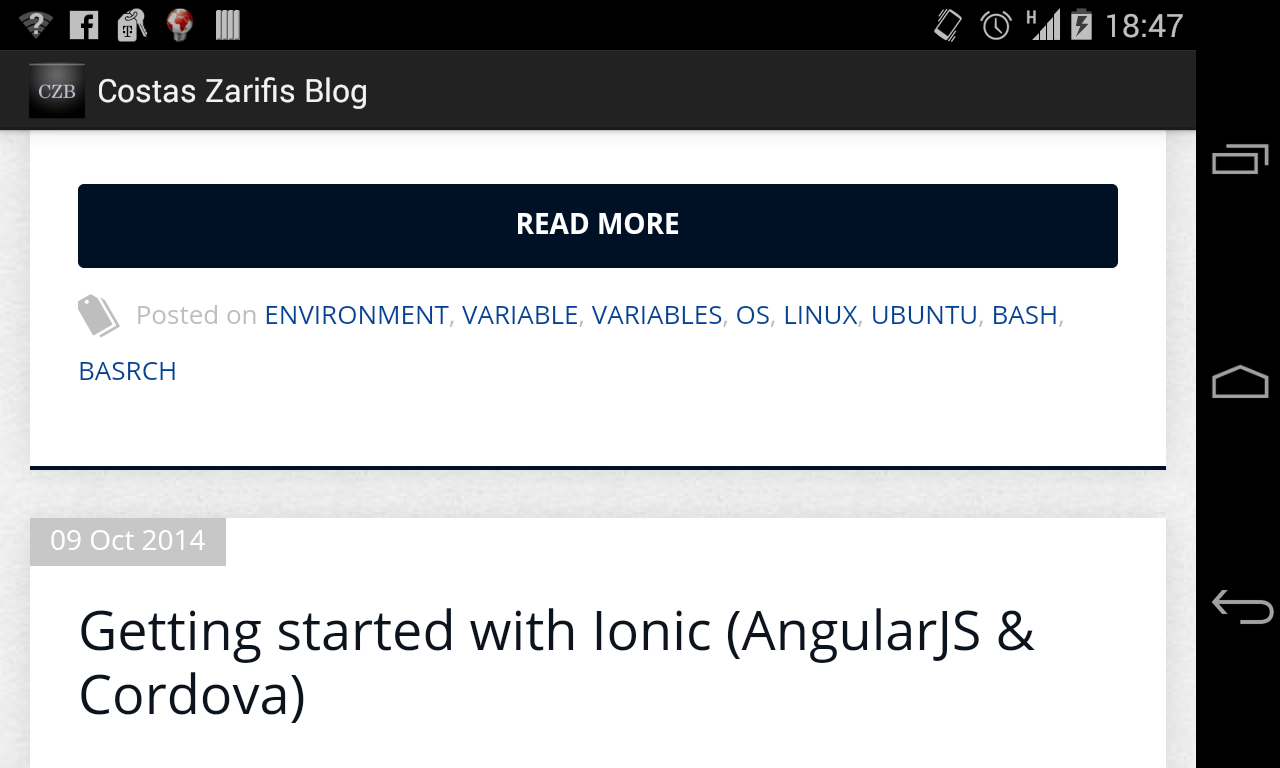 H 18:47
CZB Costas Zarifis Blog
READ MORE
Posted on ENVIRONMENT, VARIABLE, VARIABLES, OS, LINUX, UBUNTU, BASH,
BASRCH
09 Oct 2014
Getting started with Ionic (AngularJS &
Cordova)